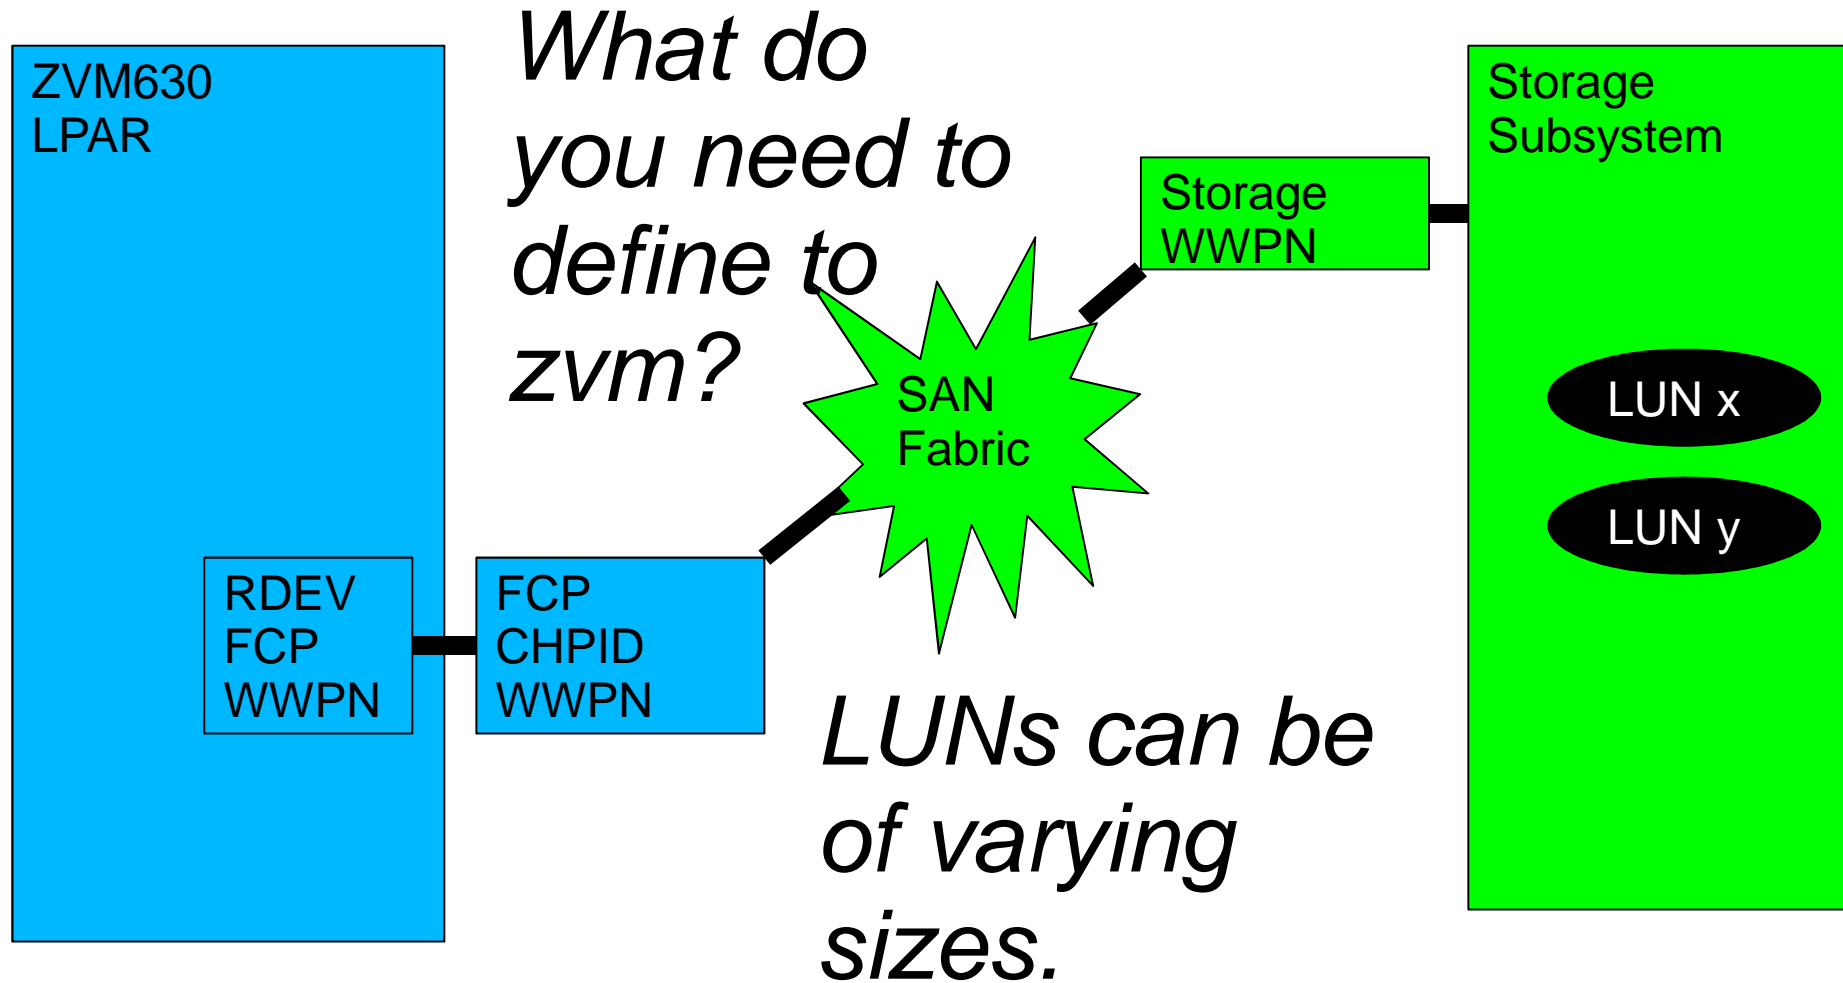 ZVM630
LPAR
What do
you need to
define to
zvm?
Storage
Subsystem
Storage
WWPN
SAN
Fabric
LUN x
LUN y
RDEV
FCP
WWPN
FCP
CHPID
WWPN
LUNs can be
of varying
sizes.